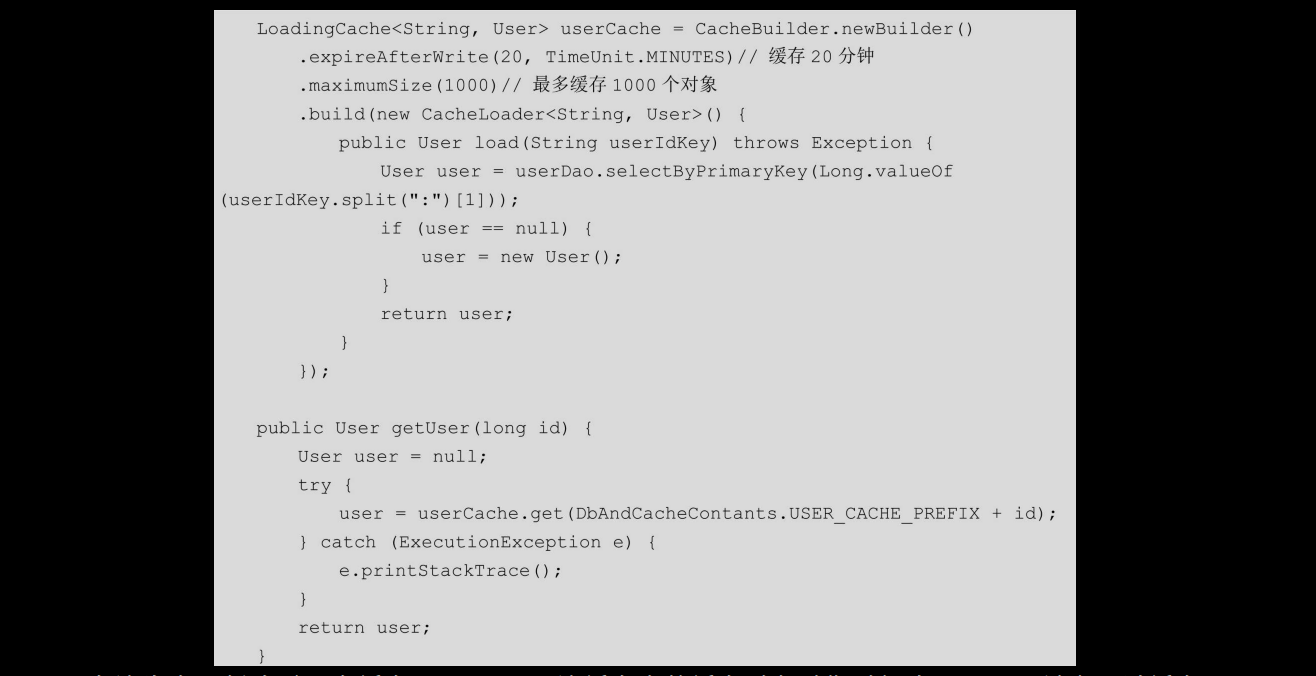 LoadingCache<String, User> userCache = CacheBuilder.newBuilder()
.expireAfterWrite(20, TimeUnit.MINUTES)// 缓存 20 分钟
.maximumSize(1000)// 最多缓存 1000 个对象
.build(new CacheLoader<String, User>() {
public User load(String userIdKey) throws Exception {
User user = userDao.selectByPrimaryKey(Long.valueOf
(userIdKey.split(":")[1]));
if (user == null) {
user = new User();
}
return user;
}
});
public User getUser(long id) {
User user = null;
try {
user = userCache.get(DbAndCacheContants.USER_CACHE_PREFIX + id);
} catch (ExecutionException e) {
e.printStackTrace();
}
return user;
}